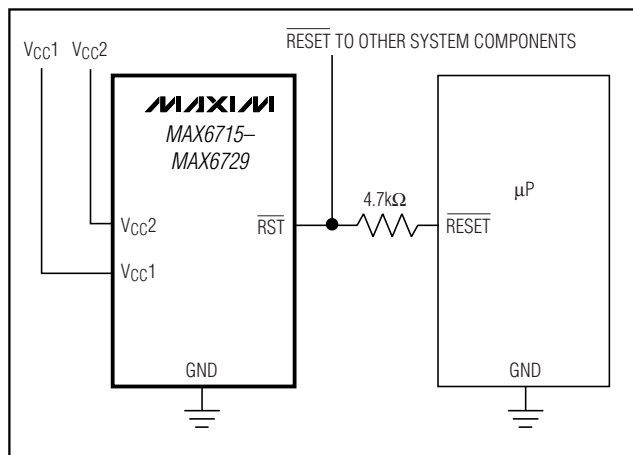 VCC1 VCC2
RESET TO OTHER SYSTEM COMPONENTS
MAXIM
MAX6715–
MAX6729
4.7kΩ
µP
VCC2
RST
RESET
VCC1
GND
GND